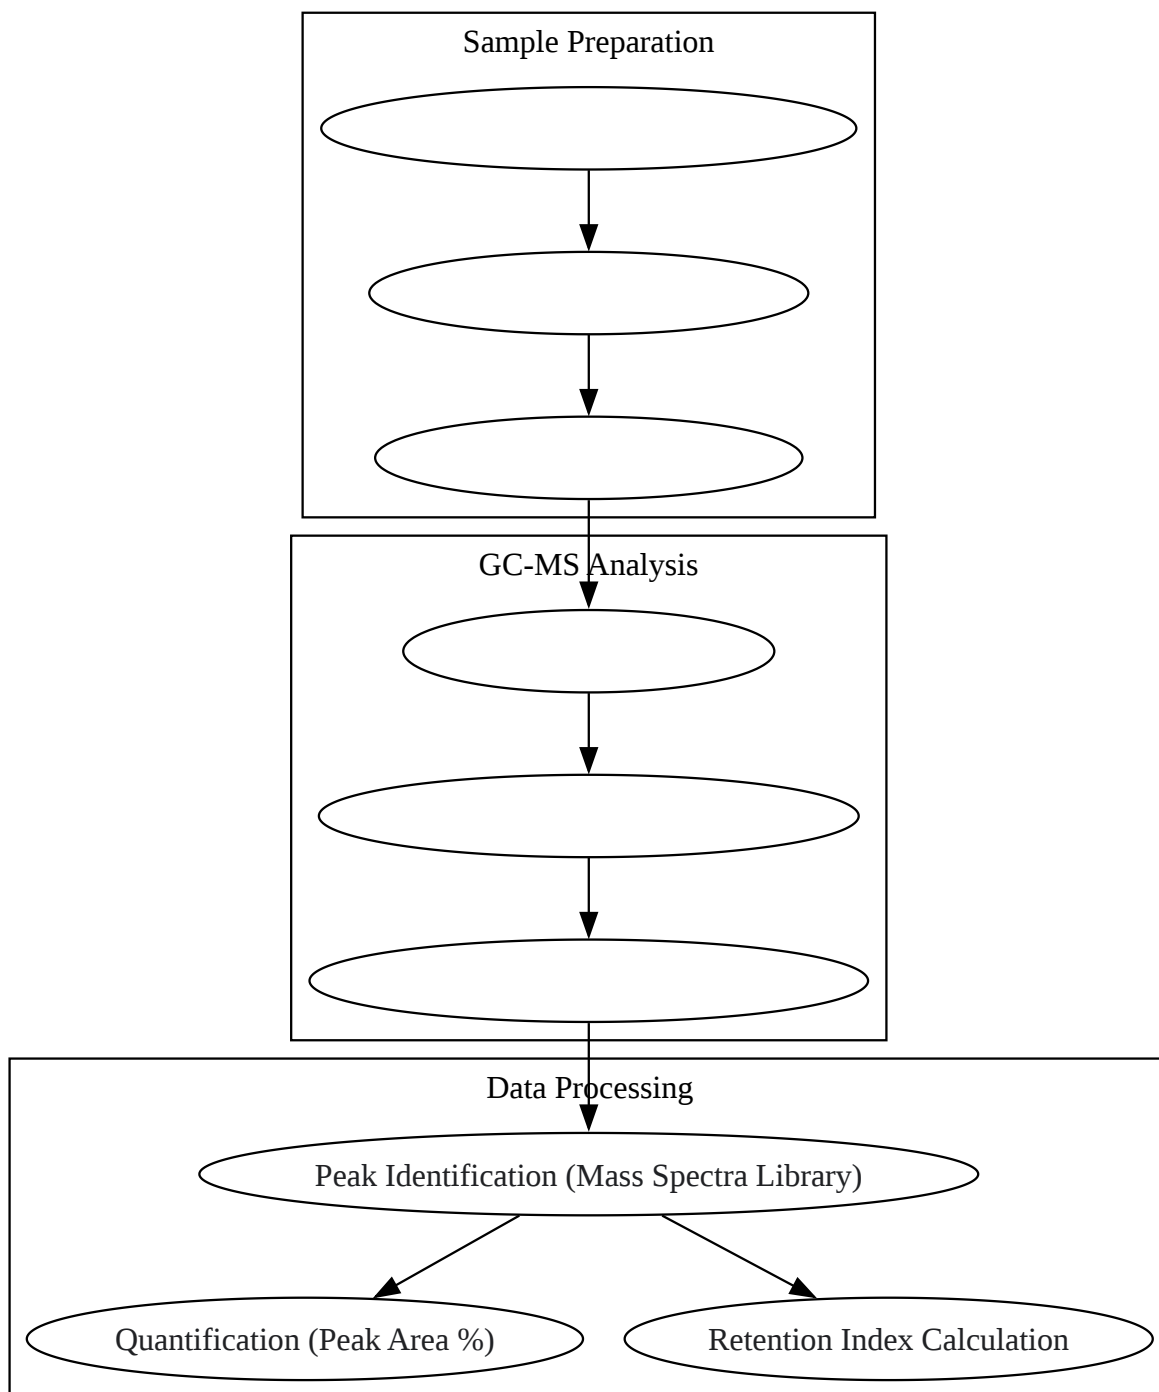 Sample Preparation
GC-MS Analysis
Data Processing
Peak Identification (Mass Spectra Library)
Quantification (Peak Area %)
Retention Index Calculation